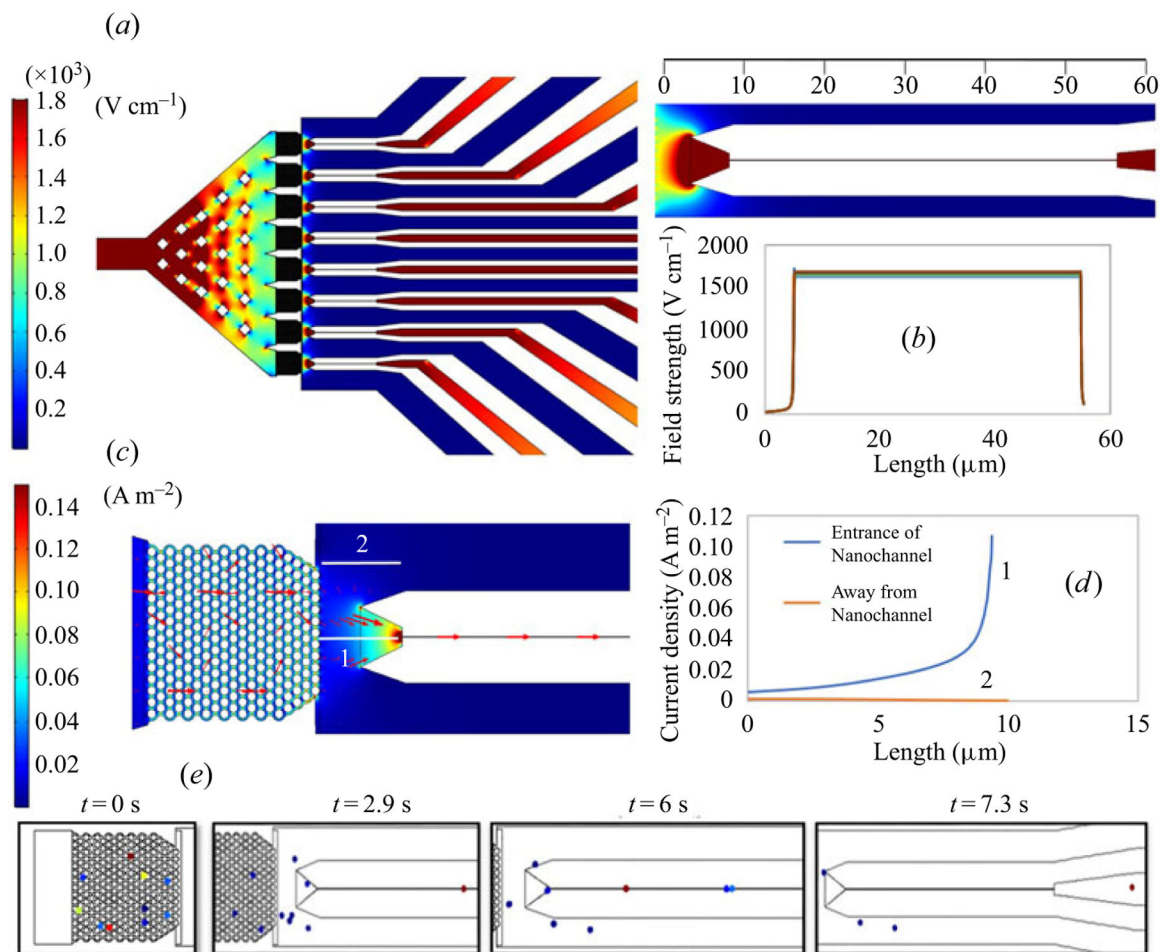 (a)
(×10³)
(V cm⁻¹)
1.8
1.6
1.4
1.2
1.0
0.8
0.6
0.4
0.2
0 10 20 30 40 50 60
Field strength (V cm⁻¹)
2000
1500
1000
500
0
(b)
0 20 40 60
Length (μm)
(c)
(A m⁻²)
0.14
0.12
0.10
0.08
0.06
0.04
0.02
2
1
Current density (A m⁻²)
0.12
0.10
0.08
0.06
0.04
0.02
0
Entrance of
Nanochannel
Away from
Nanochannel
1
(d)
2
0 5 10 15
Length (μm)
(e)
t = 0 s t = 2.9 s t = 6 s t = 7.3 s